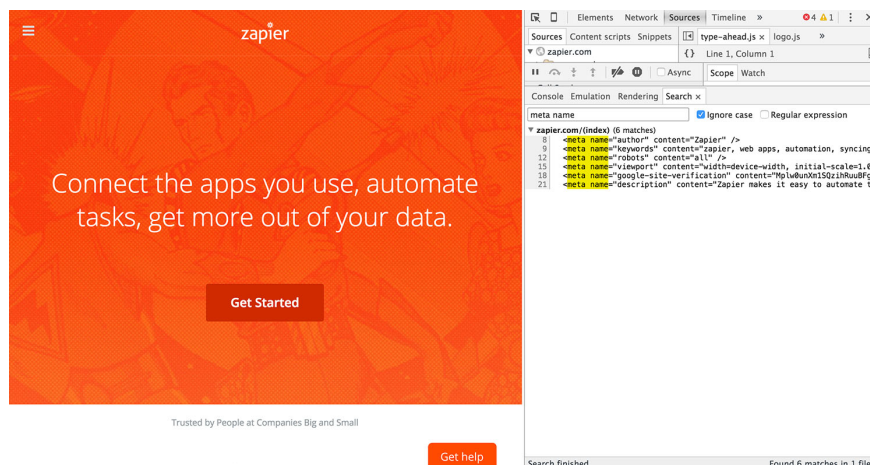 zapier
Connect the apps you use, automate
tasks, get more out of your data.
Get Started
Trusted by People at Companies Big and Small
Get help
Elements Network Sources Timeline » 4 1
Sources Content scripts Snippets type-ahead.js × logo.js »
zapier.com {} Line 1, Column 1
Async Scope Watch
Console Emulation Rendering Search ×
meta name Ignore case Regular expression
zapier.com/(index) (6 matches)
8 <meta name="author" content="Zapier" />
9 <meta name="keywords" content="zapier, web apps, automation, syncing
12 <meta name="robots" content="all" />
15 <meta name="viewport" content="width=device-width, initial-scale=1.0
18 <meta name="google-site-verification" content="
21 <meta name="description" content="Zapier makes it easy to automate t
Search finished. Found 6 matches in 1 file